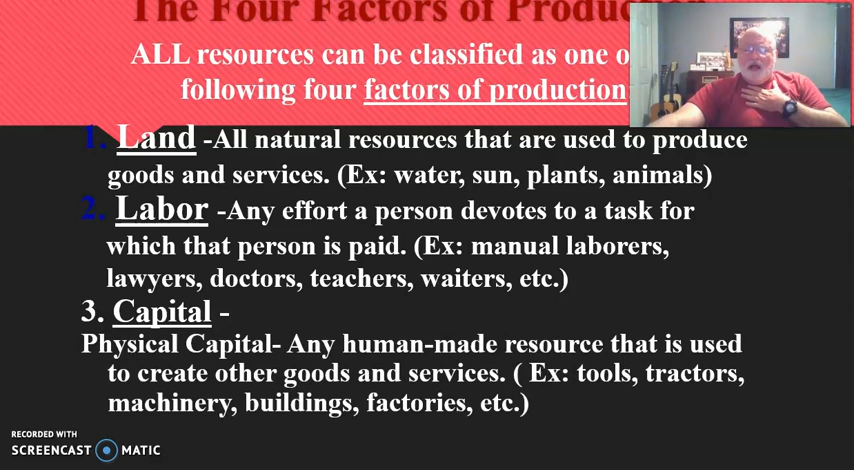 The Four Factors of Production
ALL resources can be classified as one o
following four factors of production
1. Land -All natural resources that are used to produce
goods and services. (Ex: water, sun, plants, animals)
2. Labor -Any effort a person devotes to a task for
which that person is paid. (Ex: manual laborers,
lawyers, doctors, teachers, waiters, etc.)
3. Capital -
Physical Capital- Any human-made resource that is used
to create other goods and services. ( Ex: tools, tractors,
machinery, buildings, factories, etc.)
RECORDED WITH
SCREENCAST MATIC